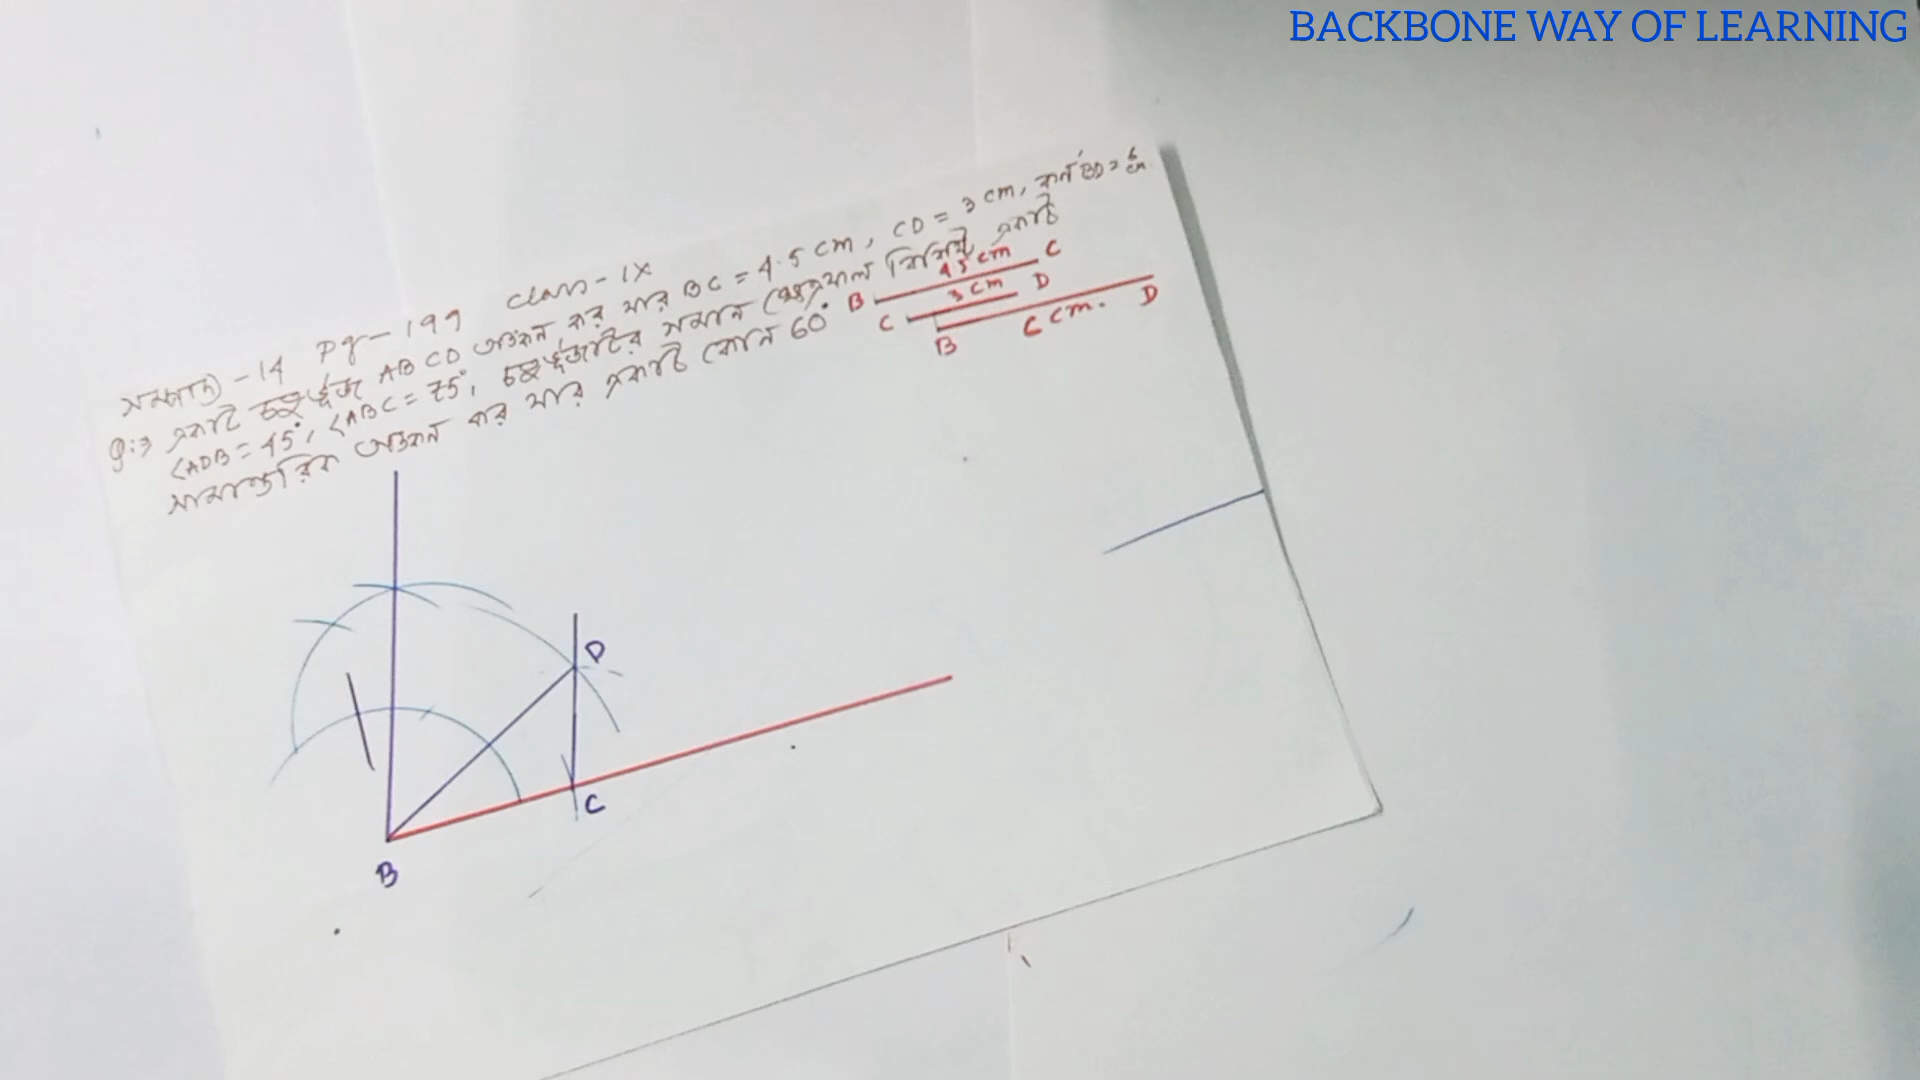 BACKBONE WAY OF LEARNING
সম্পাদ্য - 14 Pg - 199 Class - IX
Q:3 একটি চতুর্ভুজ ABCD অঙ্কন কর যার BC = 4.5 cm, CD = 3 cm, কর্ণ BD = 6 cm.
∠ADB = 45°, ∠ABC = 75°, চতুর্ভুজটির সমান ক্ষেত্রফল বিশিষ্ট একটি
সামান্তরিক অঙ্কন কর যার একটি কোন 60°
B 4.5 cm C
C 3 cm D
B 6 cm. D
D
C
B